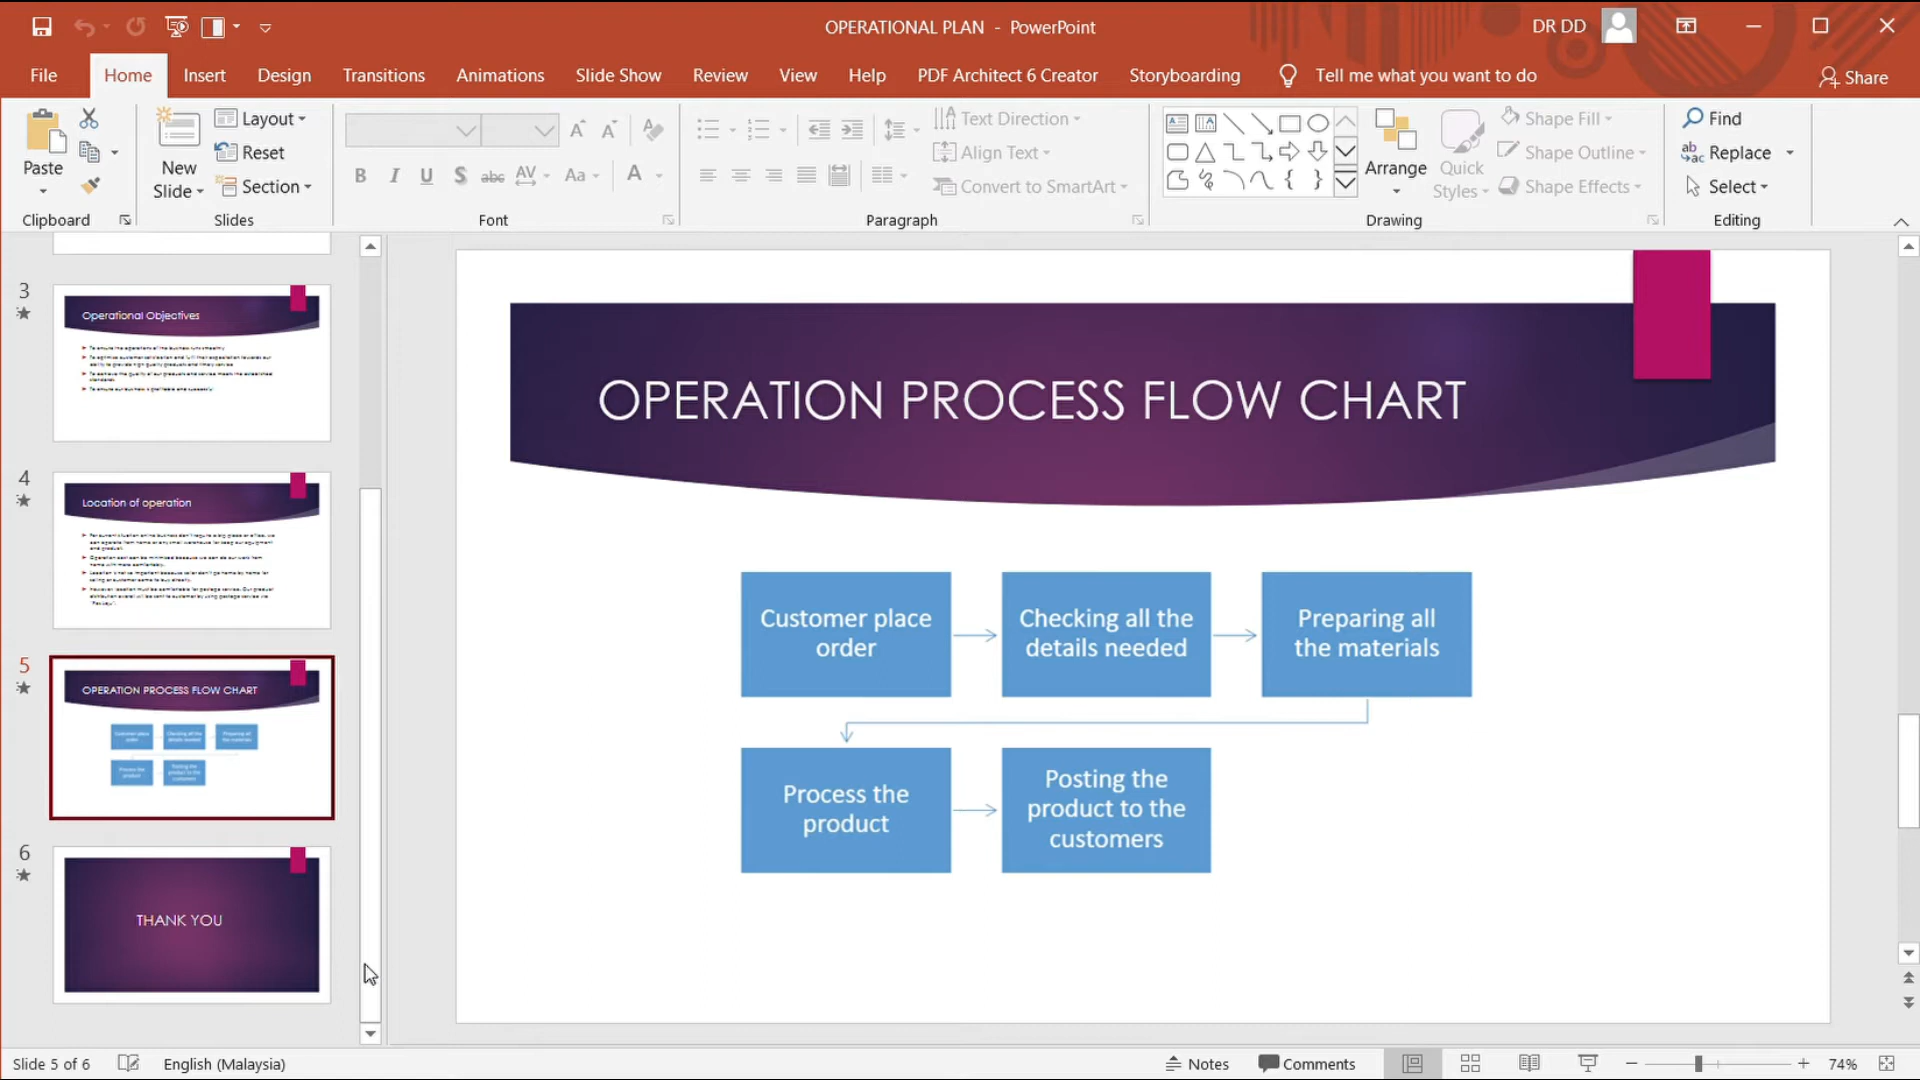 OPERATIONAL PLAN - PowerPoint
DR DD
File Home Insert Design Transitions Animations Slide Show Review View Help PDF Architect 6 Creator Storyboarding Tell me what you want to do Share
Paste
Clipboard
New Slide
Layout
Reset
Section
Slides
Font
Text Direction
Align Text
Convert to SmartArt
Paragraph
Arrange
Quick Styles
Shape Fill
Shape Outline
Shape Effects
Drawing
Find
Replace
Select
Editing
3
Operational Objectives
4
Location of operation
5
OPERATION PROCESS FLOW CHART
6
THANK YOU
OPERATION PROCESS FLOW CHART
Customer place
order
Checking all the
details needed
Preparing all
the materials
Process the
product
Posting the
product to the
customers
Slide 5 of 6 English (Malaysia) Notes Comments 74%